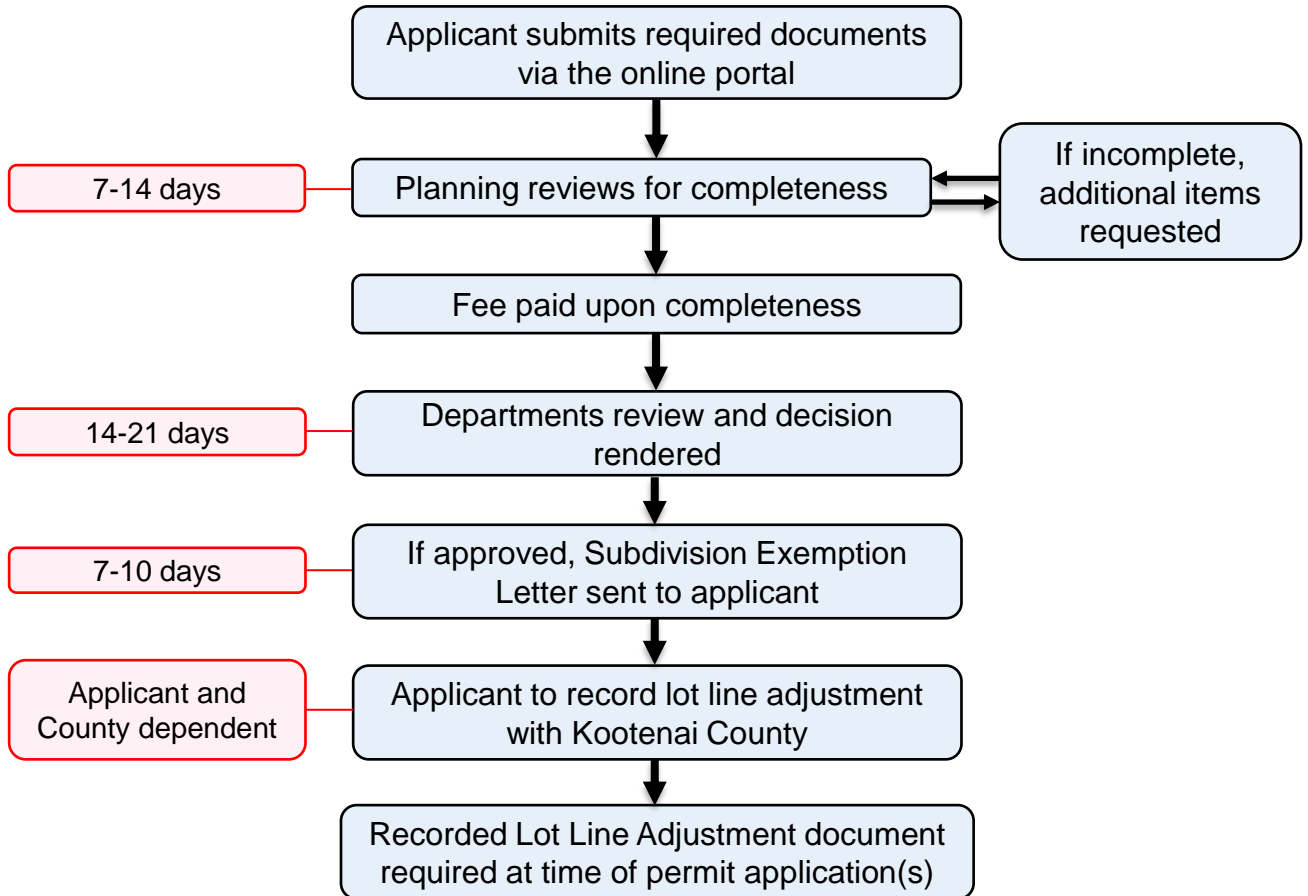 Applicant submits required documents
via the online portal
7-14 days
Planning reviews for completeness
If incomplete,
additional items
requested
Fee paid upon completeness
14-21 days
Departments review and decision
rendered
7-10 days
If approved, Subdivision Exemption
Letter sent to applicant
Applicant and
County dependent
Applicant to record lot line adjustment
with Kootenai County
Recorded Lot Line Adjustment document
required at time of permit application(s)